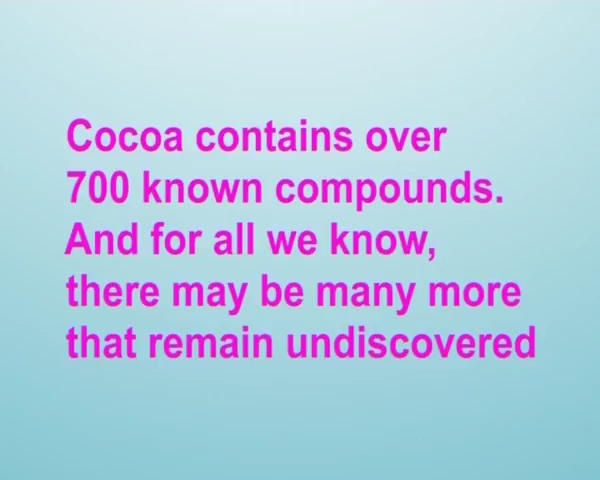 Cocoa contains over
700 known compounds.
And for all we know,
there may be many more
that remain undiscovered